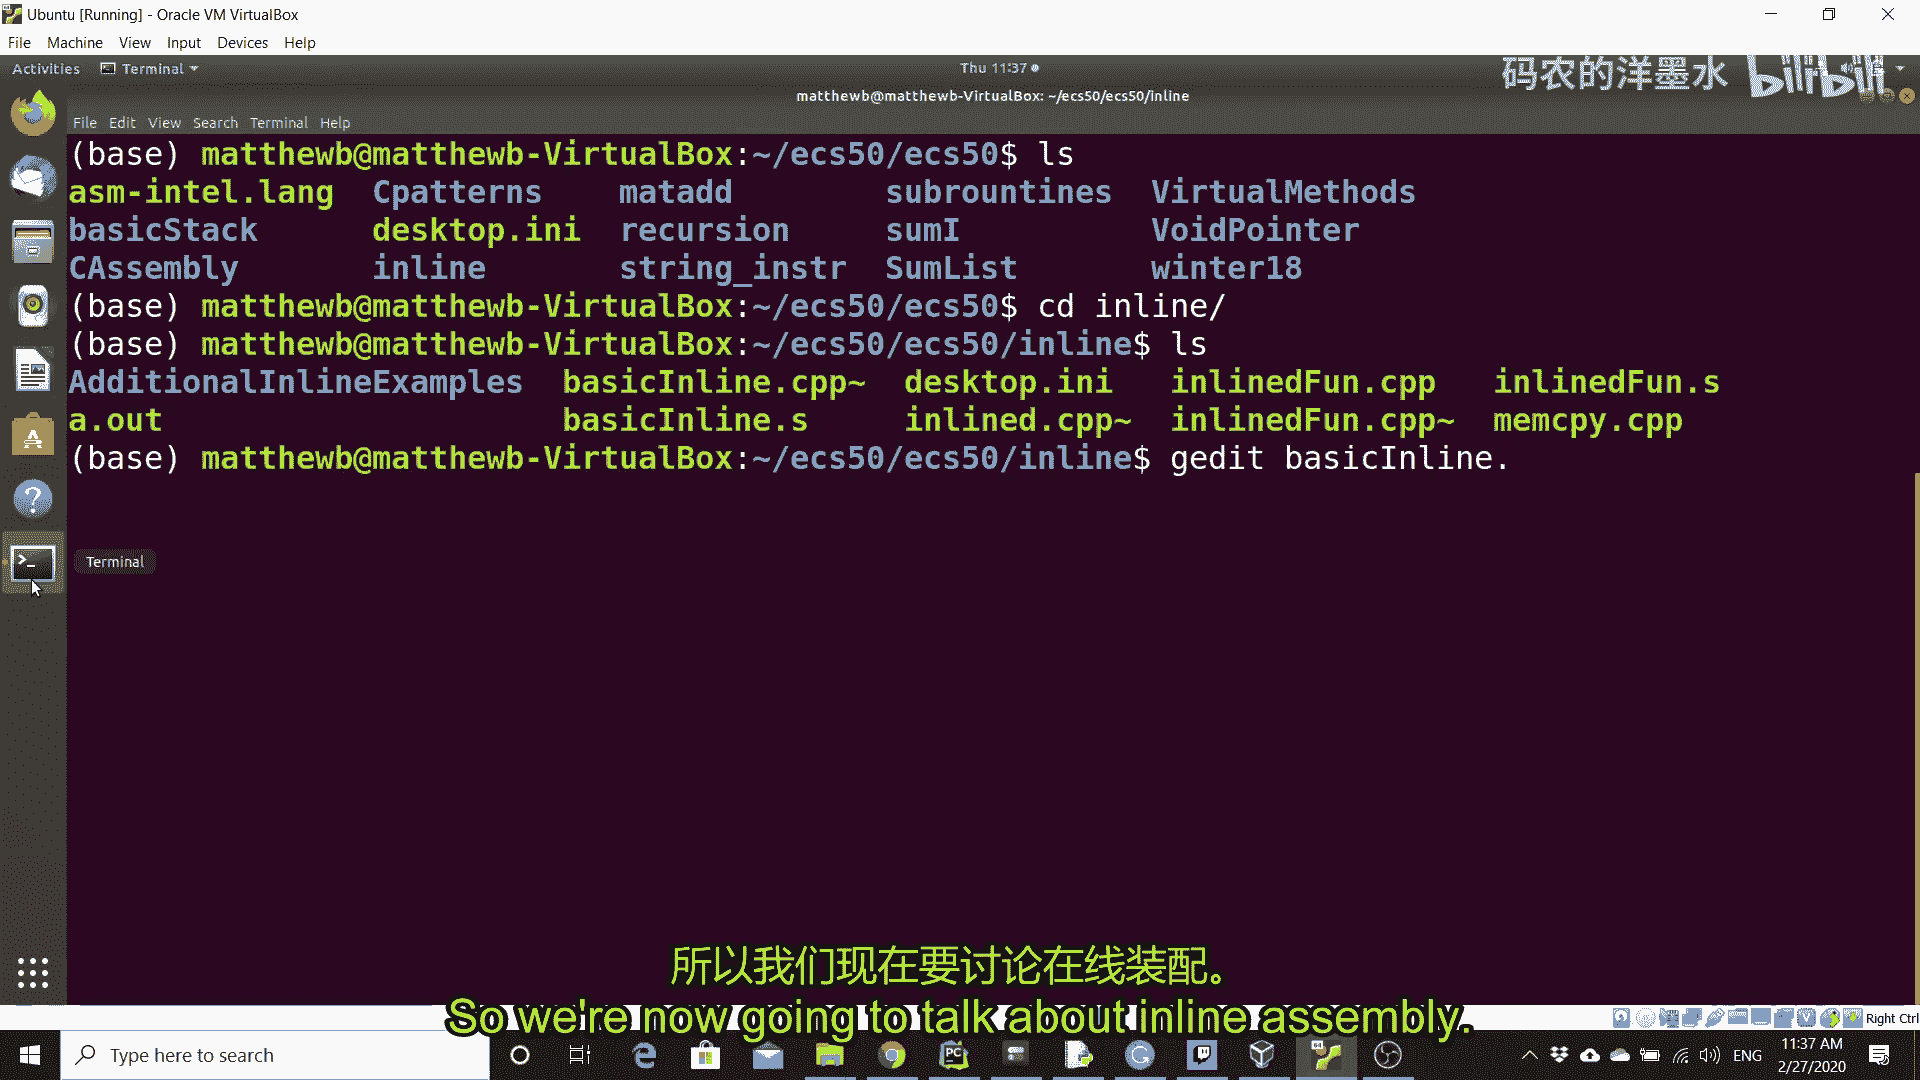 Ubuntu [Running] - Oracle VM VirtualBox
File Machine View Input Devices Help
Activities Terminal Thu 11:37
码农的洋墨水 bilibili
matthewb@matthewb-VirtualBox: ~/ecs50/ecs50/inline
File Edit View Search Terminal Help
(base) matthewb@matthewb-VirtualBox:~/ecs50/ecs50$ ls
asm-intel.lang Cpatterns matadd subrountines VirtualMethods
basicStack desktop.ini recursion sumI VoidPointer
CAssembly inline string_instr SumList winter18
(base) matthewb@matthewb-VirtualBox:~/ecs50/ecs50$ cd inline/
(base) matthewb@matthewb-VirtualBox:~/ecs50/ecs50/inline$ ls
AdditionalInlineExamples basicInline.cpp~ desktop.ini inlinedFun.cpp inlinedFun.s
a.out basicInline.s inlined.cpp~ inlinedFun.cpp~ memcpy.cpp
(base) matthewb@matthewb-VirtualBox:~/ecs50/ecs50/inline$ gedit basicInline.
Terminal
所以我们现在要讨论在线装配。
So we're now going to talk about inline assembly.
Right Ctrl
Type here to search
ENG
11:37 AM
2/27/2020